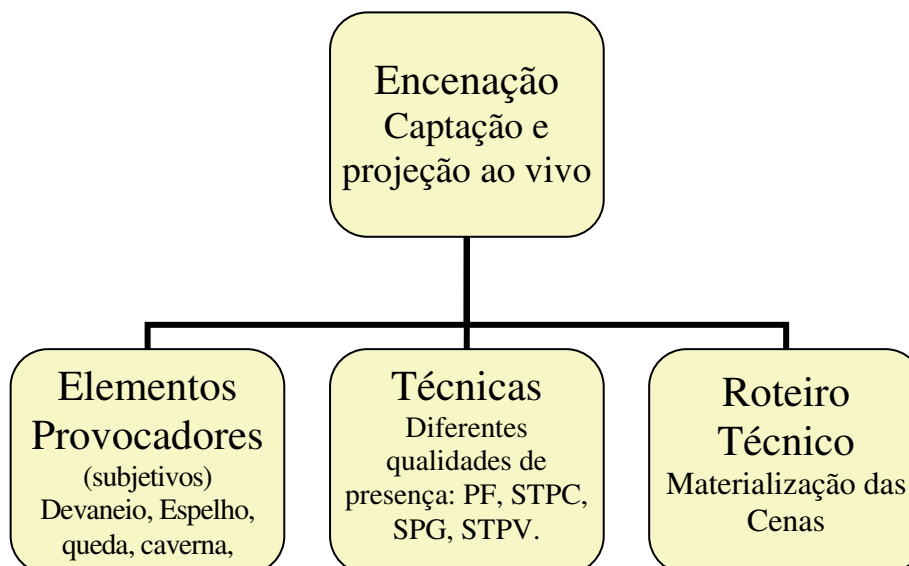 Encenação
Captação e
projeção ao vivo
Elementos
Provocadores
(subjetivos)
Devaneio, Espelho,
queda, caverna,
Técnicas
Diferentes
qualidades de
presença: PF, STPC,
SPG, STPV.
Roteiro
Técnico
Materialização das
Cenas